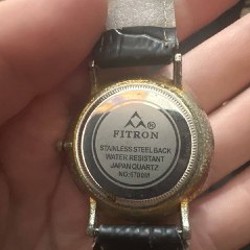 ®
FITRON
STAINLESS STEEL BACK
WATER RESISTANT
JAPAN QUARTZ